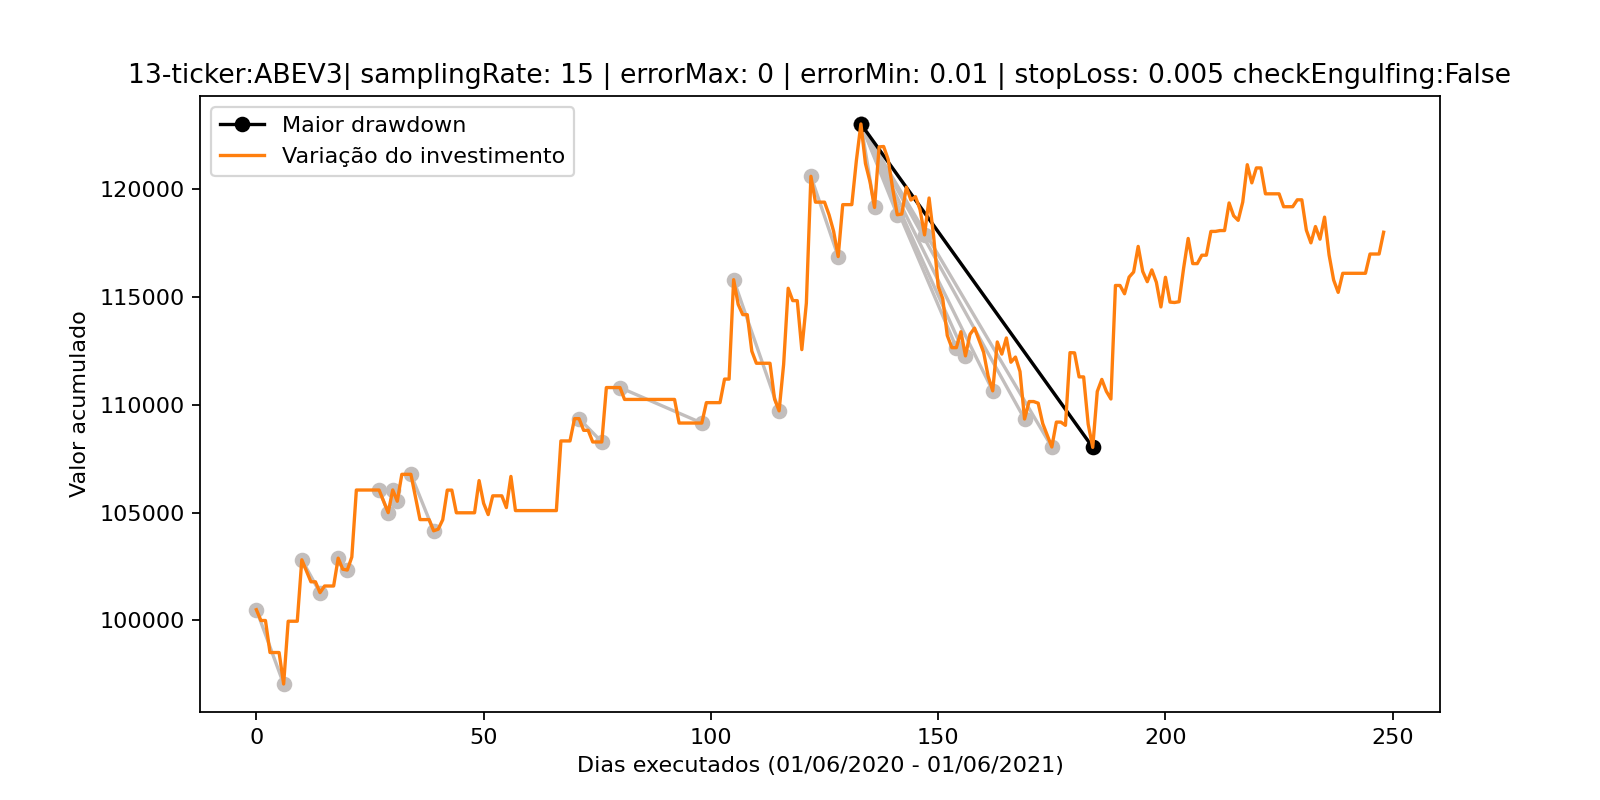 13-ticker:ABEV3| samplingRate: 15 | errorMax: 0 | errorMin: 0.01 | stopLoss: 0.005 checkEngulfing:False
Maior drawdown
Variação do investimento
120000
115000
110000
105000
100000
Valor acumulado
0 50 100 150 200 250
Dias executados (01/06/2020 - 01/06/2021)